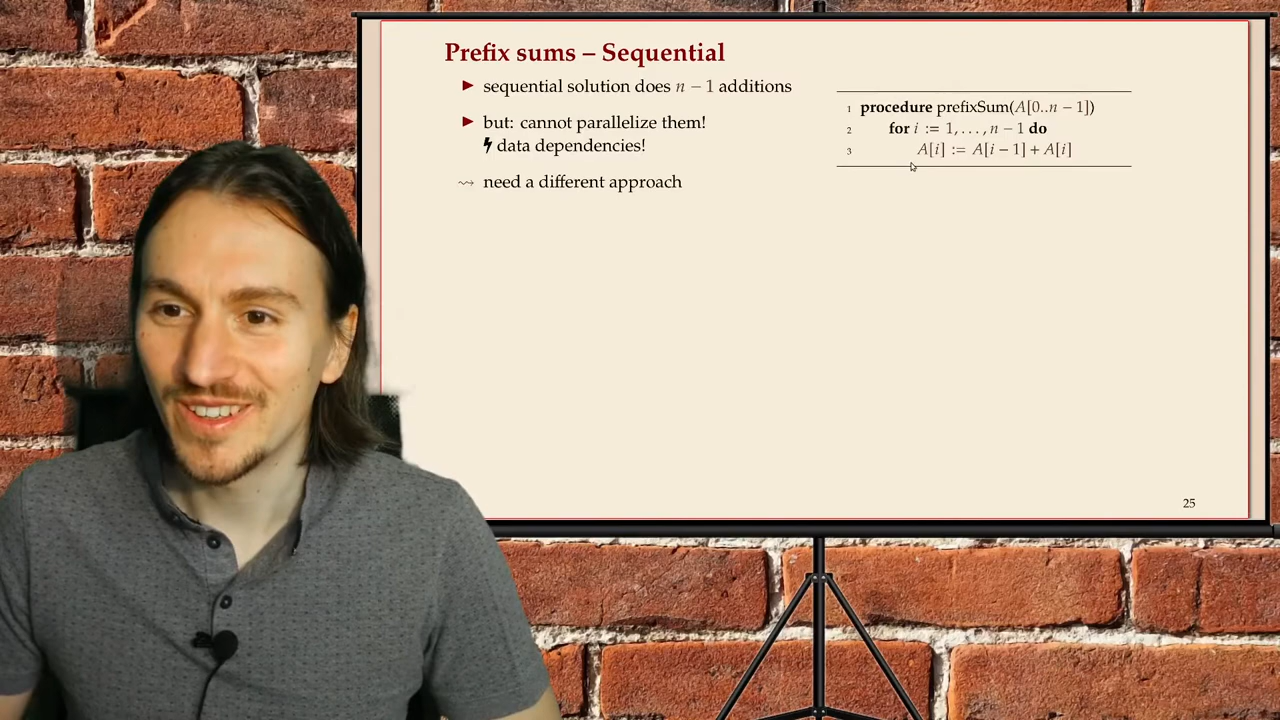 Prefix sums – Sequential
▶ sequential solution does n − 1 additions
▶ but: cannot parallelize them!
data dependencies!
⇝ need a different approach
1 procedure prefixSum(A[0..n − 1])
2 for i := 1, . . . , n − 1 do
3 A[i] := A[i − 1] + A[i]
25